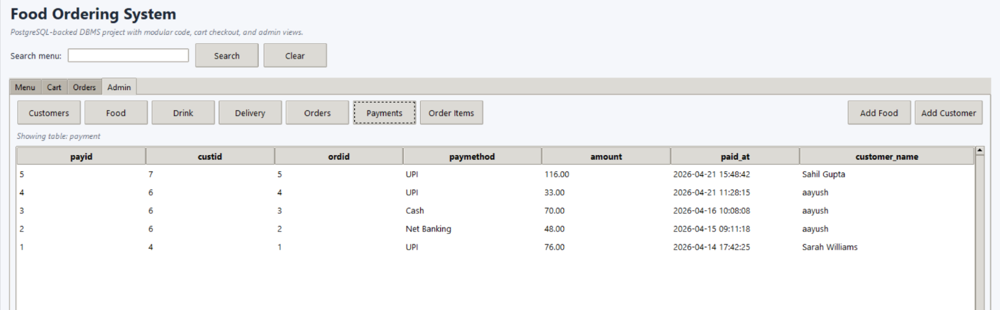 Food Ordering System
PostgreSQL-backed DBMS project with modular code, cart checkout, and admin views.
Search menu: Search Clear
Menu Cart Orders Admin
Customers Food Drink Delivery Orders Payments Order Items Add Food Add Customer
Showing table: payment
payid custid ordid paymethod amount paid_at customer_name
5 7 5 UPI 116.00 2026-04-21 15:48:42 Sahil Gupta
4 6 4 UPI 33.00 2026-04-21 11:28:15 aayush
3 6 3 Cash 70.00 2026-04-16 10:08:08 aayush
2 6 2 Net Banking 48.00 2026-04-15 09:11:18 aayush
1 4 1 UPI 76.00 2026-04-14 17:42:25 Sarah Williams